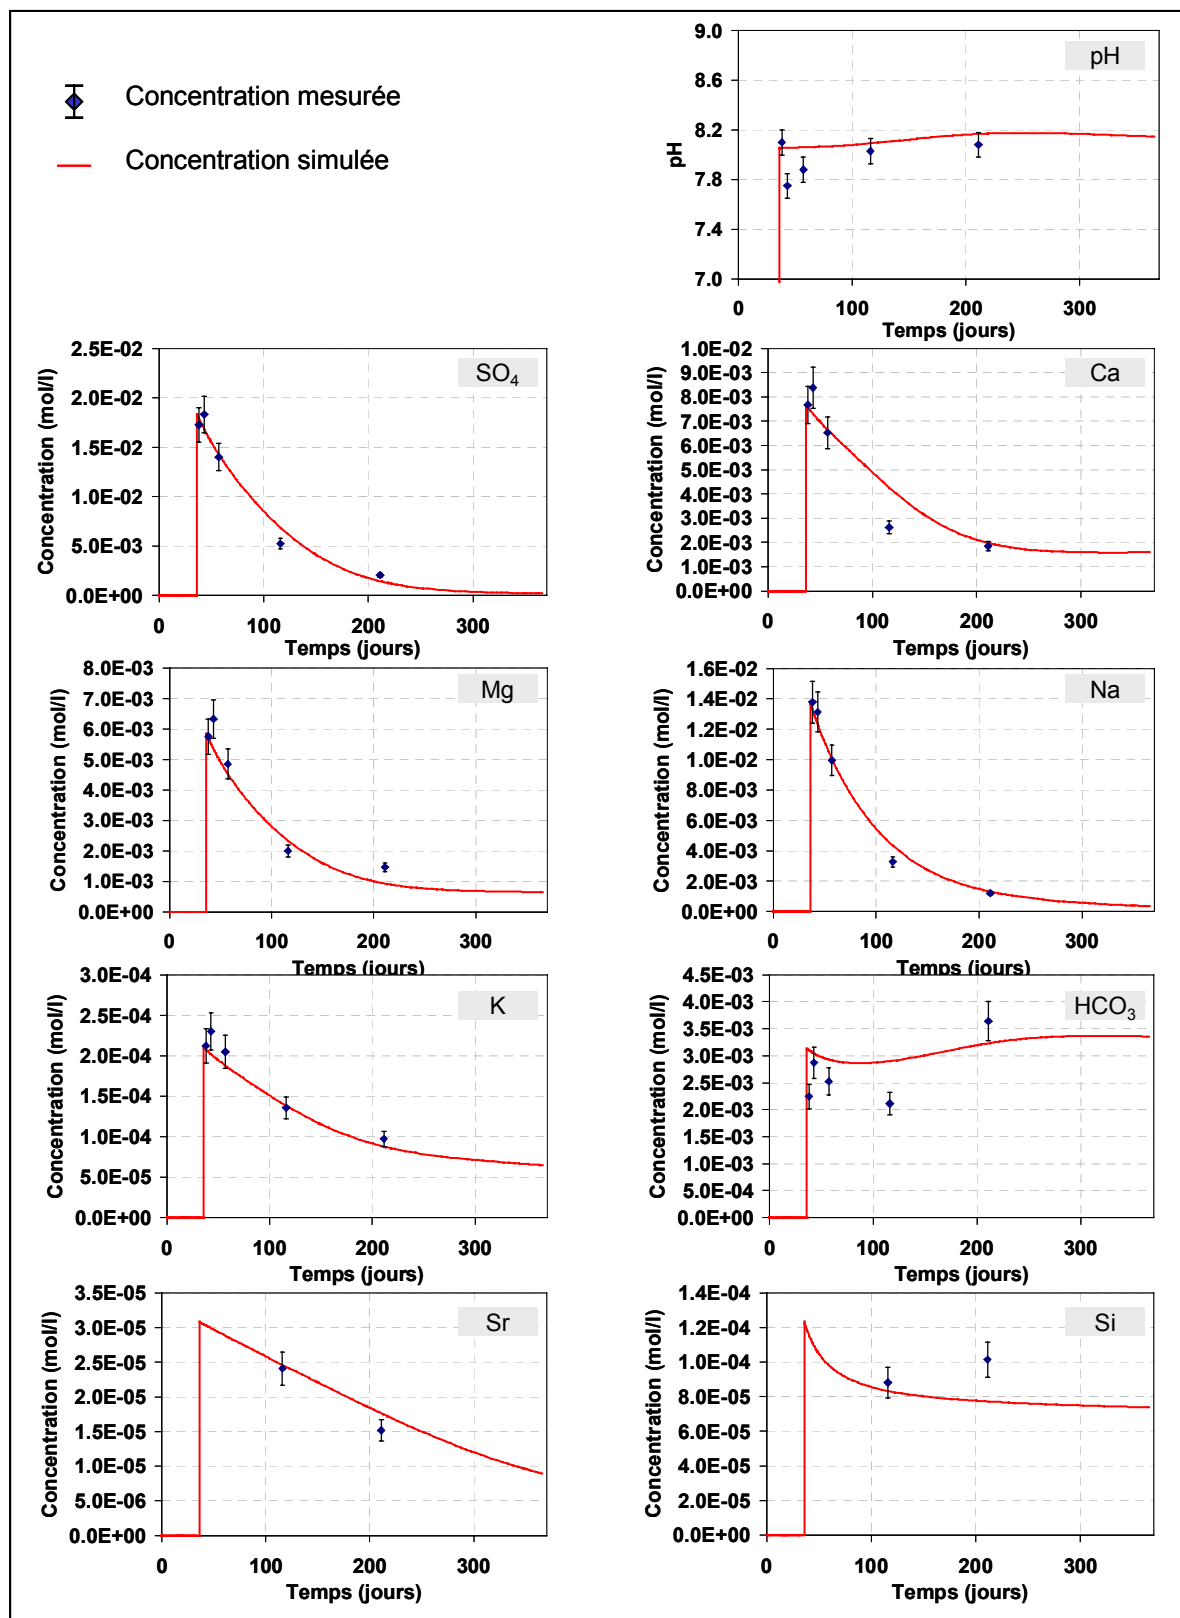 Concentration mesurée
Concentration simulée
pH
pH
9.0
8.6
8.2
7.8
7.4
7.0
0 100 200 300
Temps (jours)
SO4
Concentration (mol/l)
2.5E-02
2.0E-02
1.5E-02
1.0E-02
5.0E-03
0.0E+00
0 100 200 300
Temps (jours)
Ca
Concentration (mol/l)
1.0E-02
9.0E-03
8.0E-03
7.0E-03
6.0E-03
5.0E-03
4.0E-03
3.0E-03
2.0E-03
1.0E-03
0.0E+00
0 100 200 300
Temps (jours)
Mg
Concentration (mol/l)
8.0E-03
7.0E-03
6.0E-03
5.0E-03
4.0E-03
3.0E-03
2.0E-03
1.0E-03
0.0E+00
0 100 200 300
Temps (jours)
Na
Concentration (mol/l)
1.6E-02
1.4E-02
1.2E-02
1.0E-02
8.0E-03
6.0E-03
4.0E-03
2.0E-03
0.0E+00
0 100 200 300
Temps (jours)
K
Concentration (mol/l)
3.0E-04
2.5E-04
2.0E-04
1.5E-04
1.0E-04
5.0E-05
0.0E+00
0 100 200 300
Temps (jours)
HCO3
Concentration (mol/l)
4.5E-03
4.0E-03
3.5E-03
3.0E-03
2.5E-03
2.0E-03
1.5E-03
1.0E-03
5.0E-04
0.0E+00
0 100 200 300
Temps (jours)
Sr
Concentration (mol/l)
3.5E-05
3.0E-05
2.5E-05
2.0E-05
1.5E-05
1.0E-05
5.0E-06
0.0E+00
0 100 200 300
Temps (jours)
Si
Concentration (mol/l)
1.4E-04
1.2E-04
1.0E-04
8.0E-05
6.0E-05
4.0E-05
2.0E-05
0.0E+00
0 100 200 300
Temps (jours)